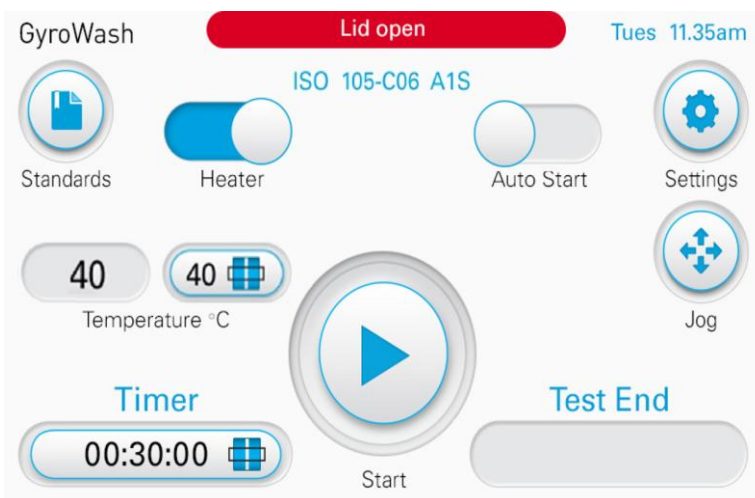 GyroWash
Lid open
Tues 11.35am
ISO 105-C06 A1S
Standards
Heater
Auto Start
Settings
40
40
Temperature °C
Jog
Timer
Test End
00:30:00
Start